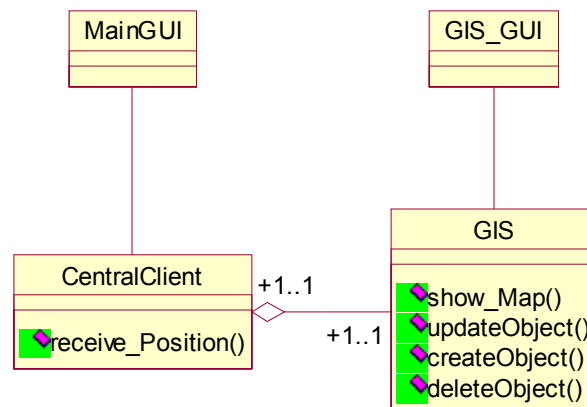 MainGUI
GIS_GUI
GIS
CentralClient
+1..1
show_Map()
receive_Position()
+1..1
updateObject()
createObject()
deleteObject()